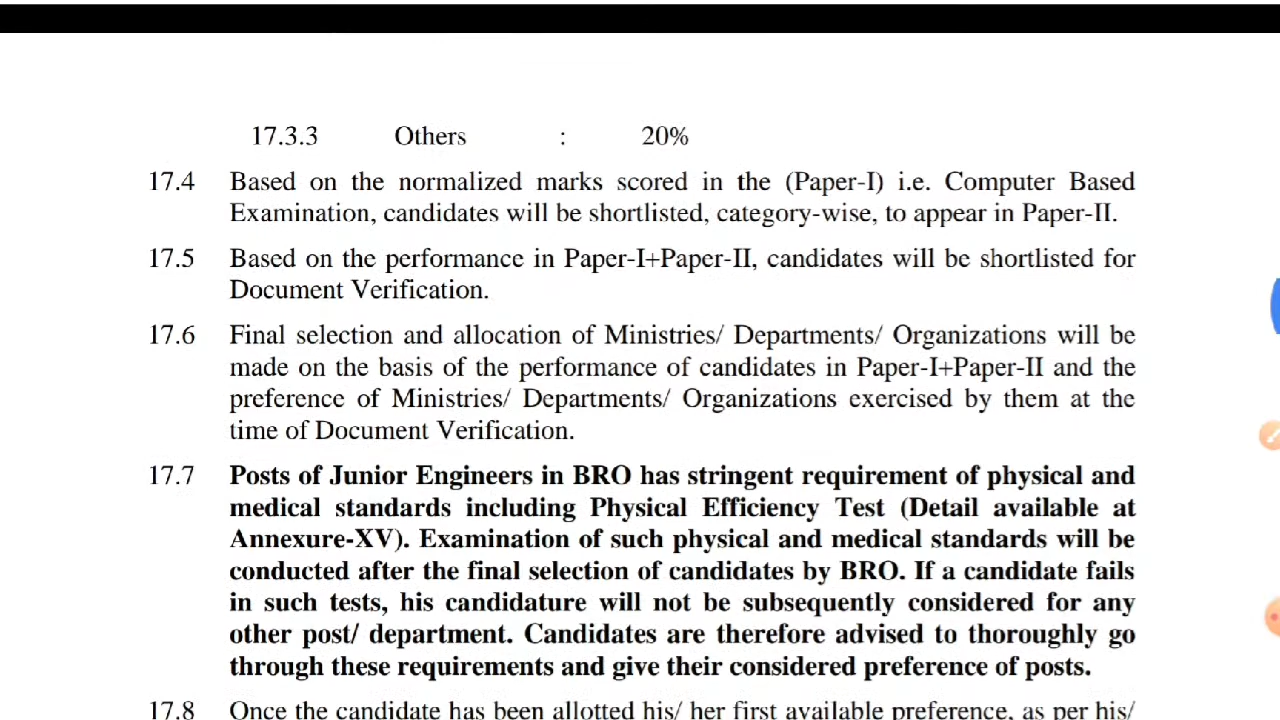 17.3.3 Others : 20%
17.4 Based on the normalized marks scored in the (Paper-I) i.e. Computer Based
Examination, candidates will be shortlisted, category-wise, to appear in Paper-II.
17.5 Based on the performance in Paper-I+Paper-II, candidates will be shortlisted for
Document Verification.
17.6 Final selection and allocation of Ministries/ Departments/ Organizations will be
made on the basis of the performance of candidates in Paper-I+Paper-II and the
preference of Ministries/ Departments/ Organizations exercised by them at the
time of Document Verification.
17.7 Posts of Junior Engineers in BRO has stringent requirement of physical and
medical standards including Physical Efficiency Test (Detail available at
Annexure-XV). Examination of such physical and medical standards will be
conducted after the final selection of candidates by BRO. If a candidate fails
in such tests, his candidature will not be subsequently considered for any
other post/ department. Candidates are therefore advised to thoroughly go
through these requirements and give their considered preference of posts.
17.8 Once the candidate has been allotted his/ her first available preference, as per his/